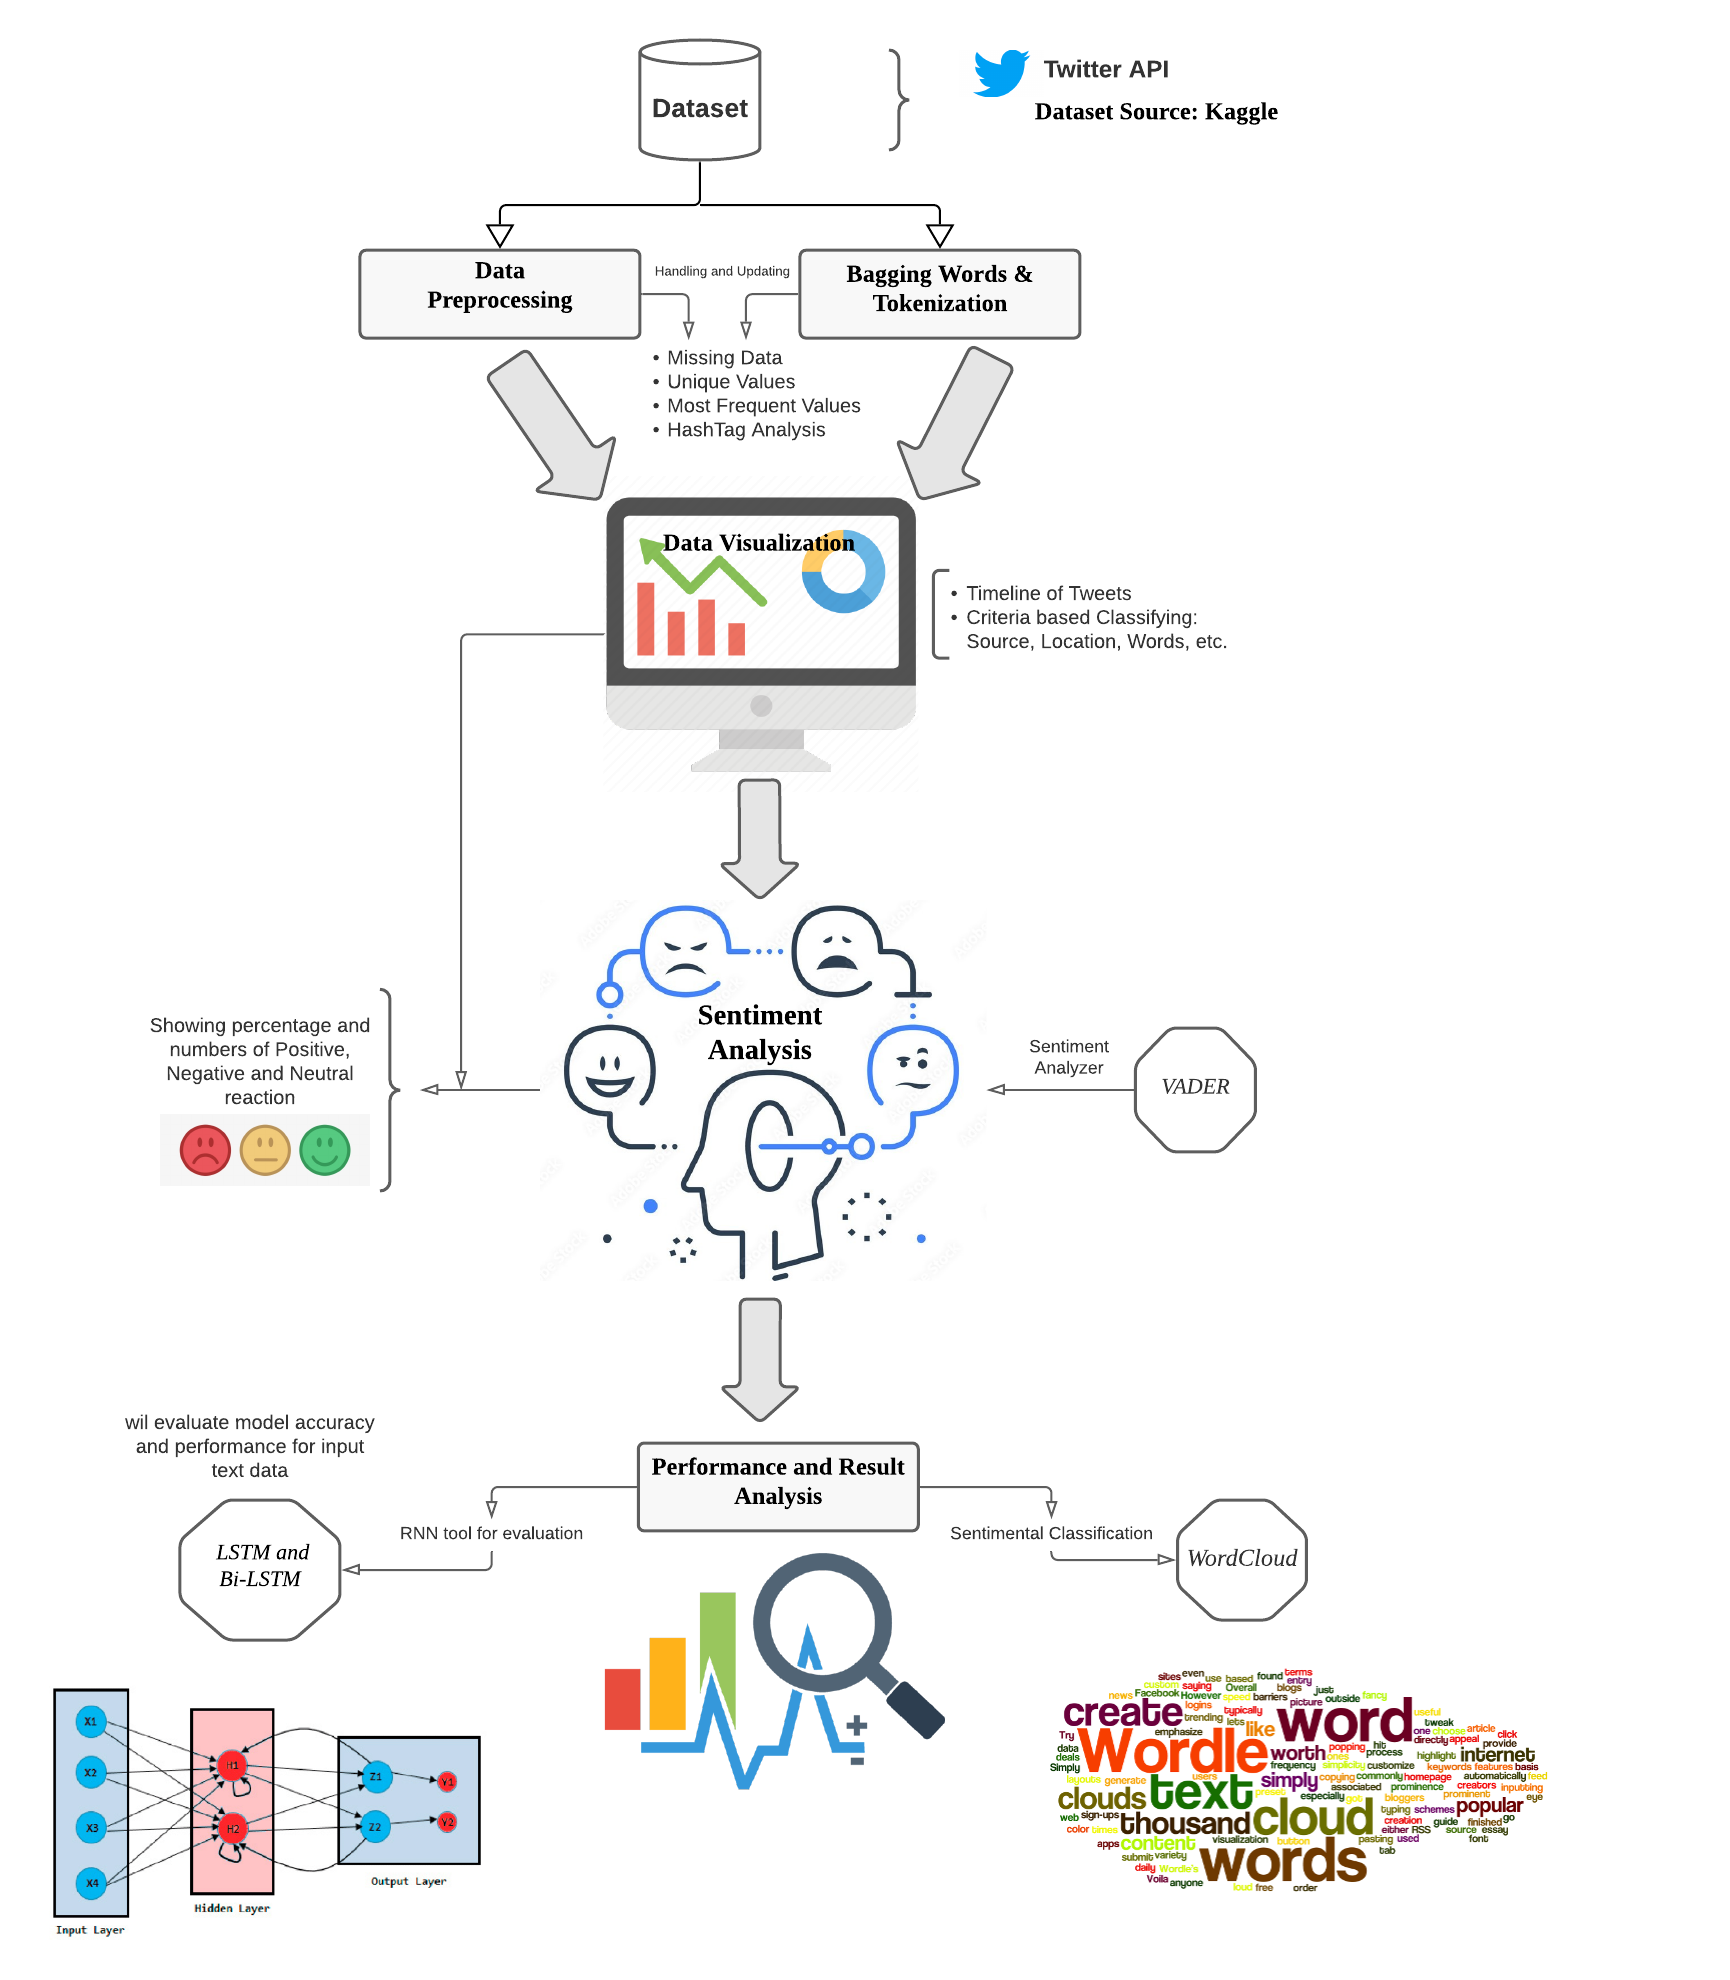 Dataset
Twitter API
Dataset Source: Kaggle
Data
Preprocessing
Handling and Updating
Bagging Words &
Tokenization
• Missing Data
• Unique Values
• Most Frequent Values
• HashTag Analysis
Data Visualization
• Timeline of Tweets
• Criteria based Classifying:
Source, Location, Words, etc.
Sentiment
Analysis
Showing percentage and
numbers of Positive,
Negative and Neutral
reaction
Sentiment
Analyzer
VADER
wil evaluate model accuracy
and performance for input
text data
Performance and Result
Analysis
RNN tool for evaluation
Sentimental Classification
LSTM and
Bi-LSTM
WordCloud
X1
X2
X3
X4
H1
H2
Z1
Z2
Y1
Y2
Input Layer
Hidden Layer
Output Layer
sites even use based found terms
custom saying Overall blogs entry just
news Facebook However speed barriers picture outside fancy
create logins trending lets typically like word useful
Try emphasize tweak one choose article click
data deals Simply Wordle worth popping hit directly appeal provide
frequency ones process simplicity customize highlight internet
keywords features basis
layouts generate text users simply copying commonly homepage automatically feed
preset associated prominence creators inputting
clouds especially got bloggers prominent eye
web sign-ups thousand cloud typing schemes popular go
color times creation guide finished
either RSS source essay
apps content visualization button pasting used font
submit variety words tab
daily Wordle's
Voila anyone loud free order